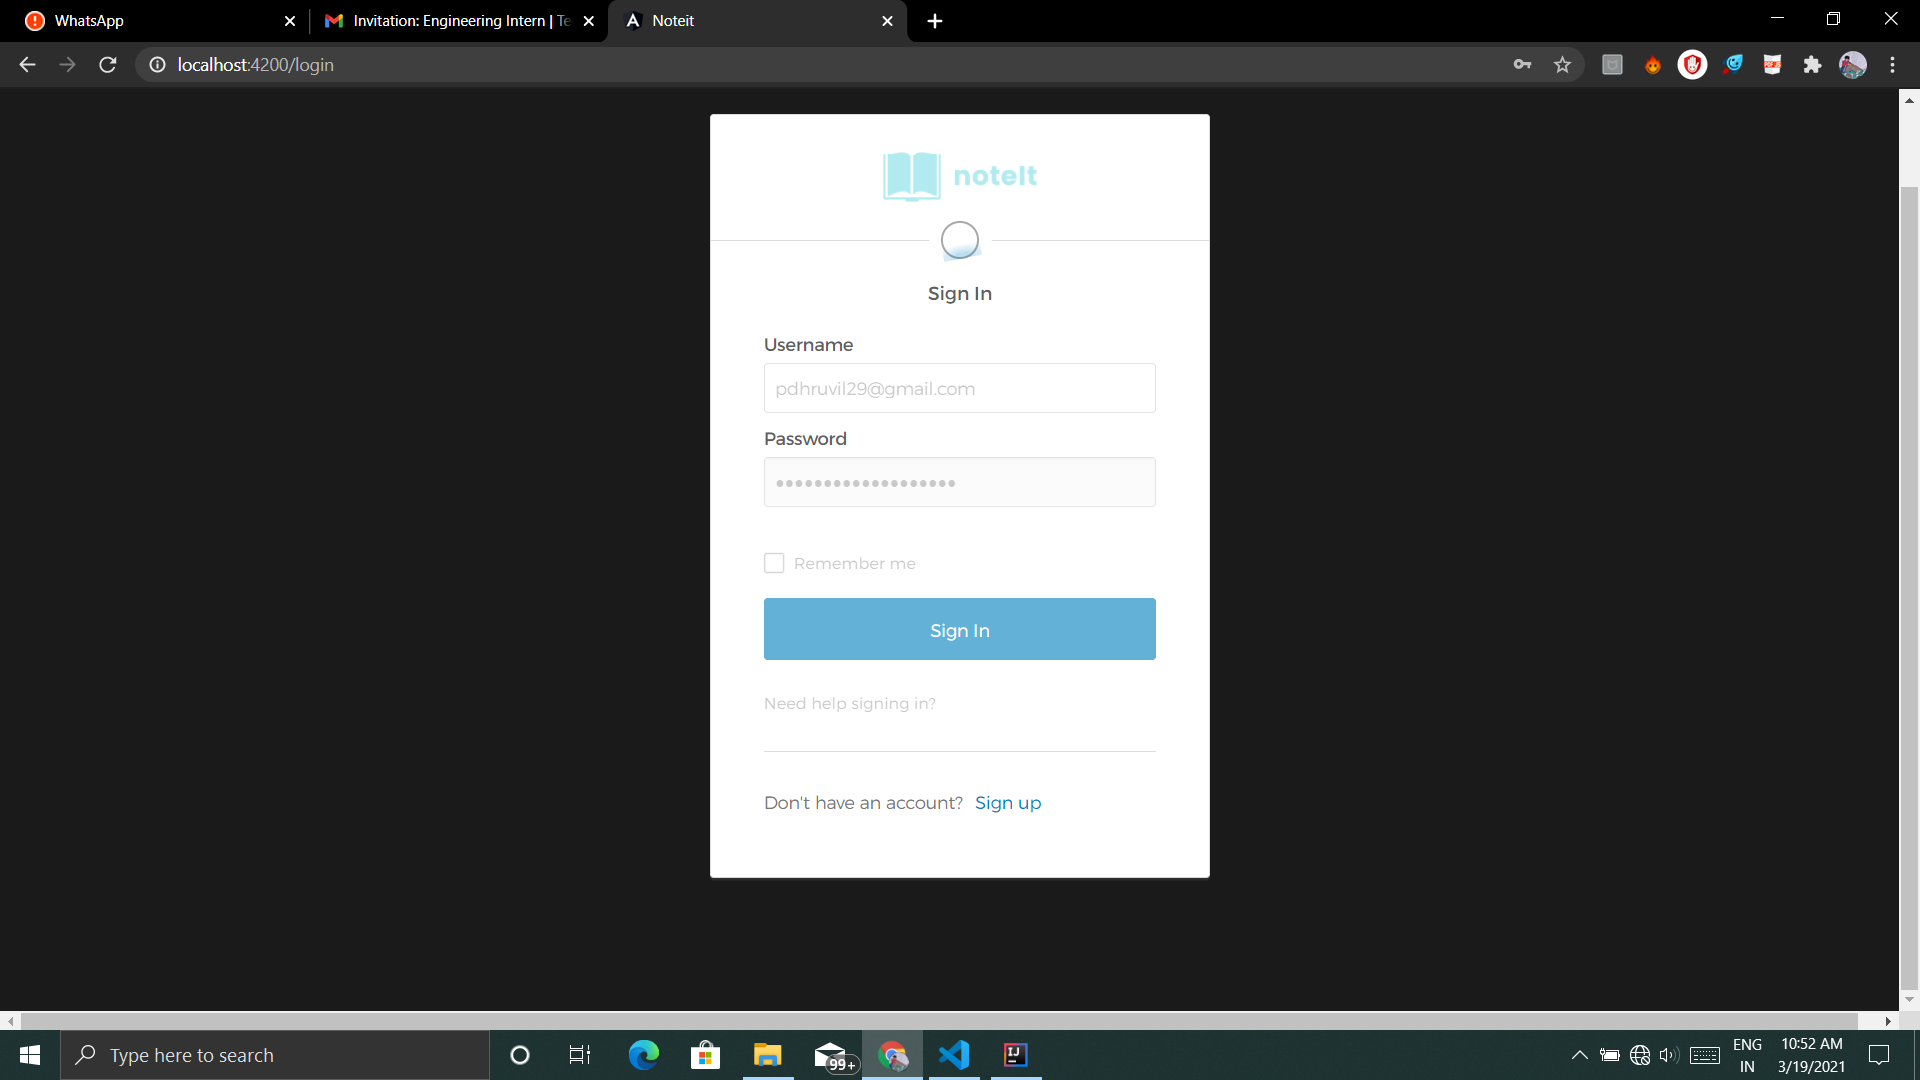 WhatsApp
Invitation: Engineering Intern | Te
Noteit
localhost:4200/login
noteIt
Sign In
Username
pdhruvil29@gmail.com
Password
•••••••••••••••••••
Remember me
Sign In
Need help signing in?
Don't have an account? Sign up
Type here to search
99+
ENG
IN
10:52 AM
3/19/2021